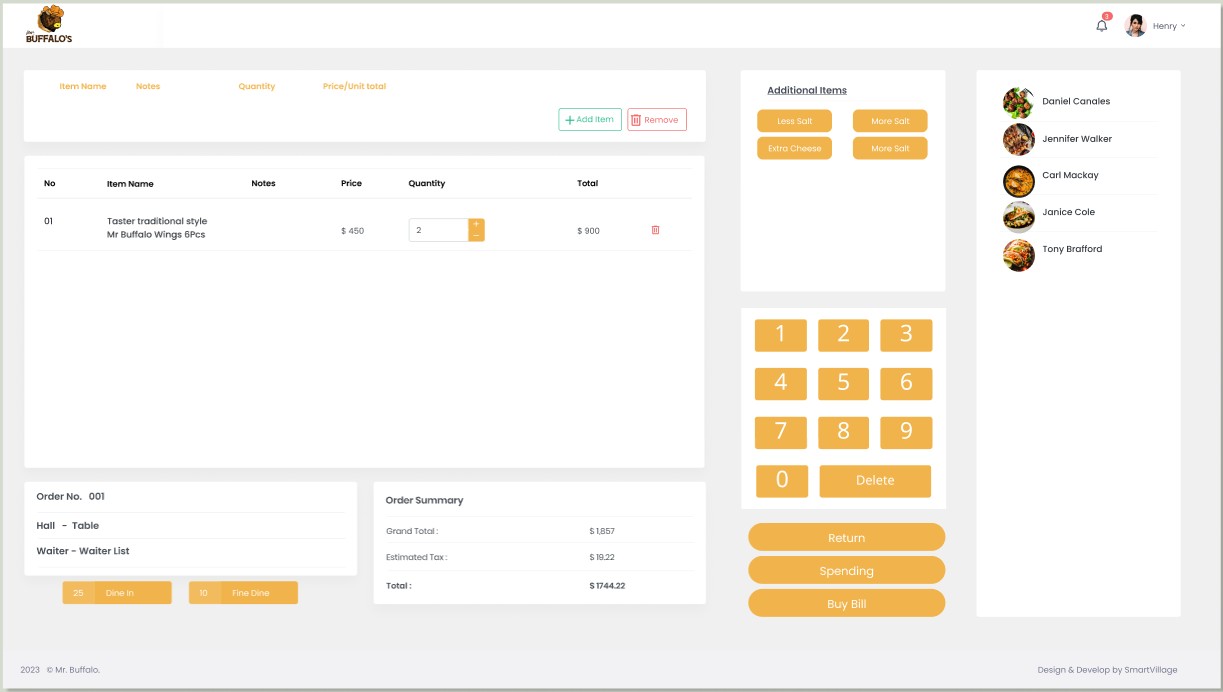 BUFFALO'S
Henry
Item Name Notes Quantity Price/Unit total
Add Item Remove
No Item Name Notes Price Quantity Total
01 Taster traditional style
Mr Buffalo Wings 6Pcs
$ 450 2 $ 900
Order No. 001
Hall - Table
Waiter - Waiter List
25 Dine In 10 Fine Dine
Order Summary
Grand Total : $ 1,857
Estimated Tax : $ 19.22
Total : $ 1744.22
Additional Items
Less Salt More Salt
Extra Cheese More Salt
1 2 3
4 5 6
7 8 9
0 Delete
Return
Spending
Buy Bill
Daniel Canales
Jennifer Walker
Carl Mackay
Janice Cole
Tony Brafford
2023 © Mr. Buffalo.
Design & Develop by SmartVillage